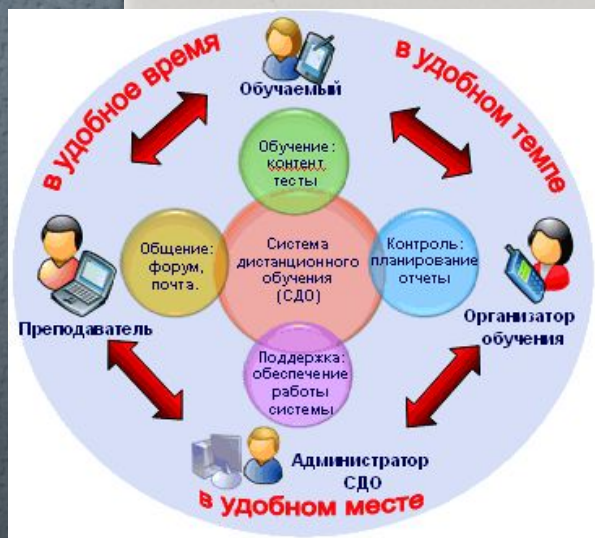 в удобное время
в удобном темпе
Обучаемый
Обучение:
контент
тесты
Общение:
форум,
почта.
Система
дистанционного
обучения
(СДО)
Контроль:
планирование
отчеты
Преподаватель
Организатор
обучения
Поддержка:
обеспечение
работы
системы
Администратор
СДО
в удобном месте